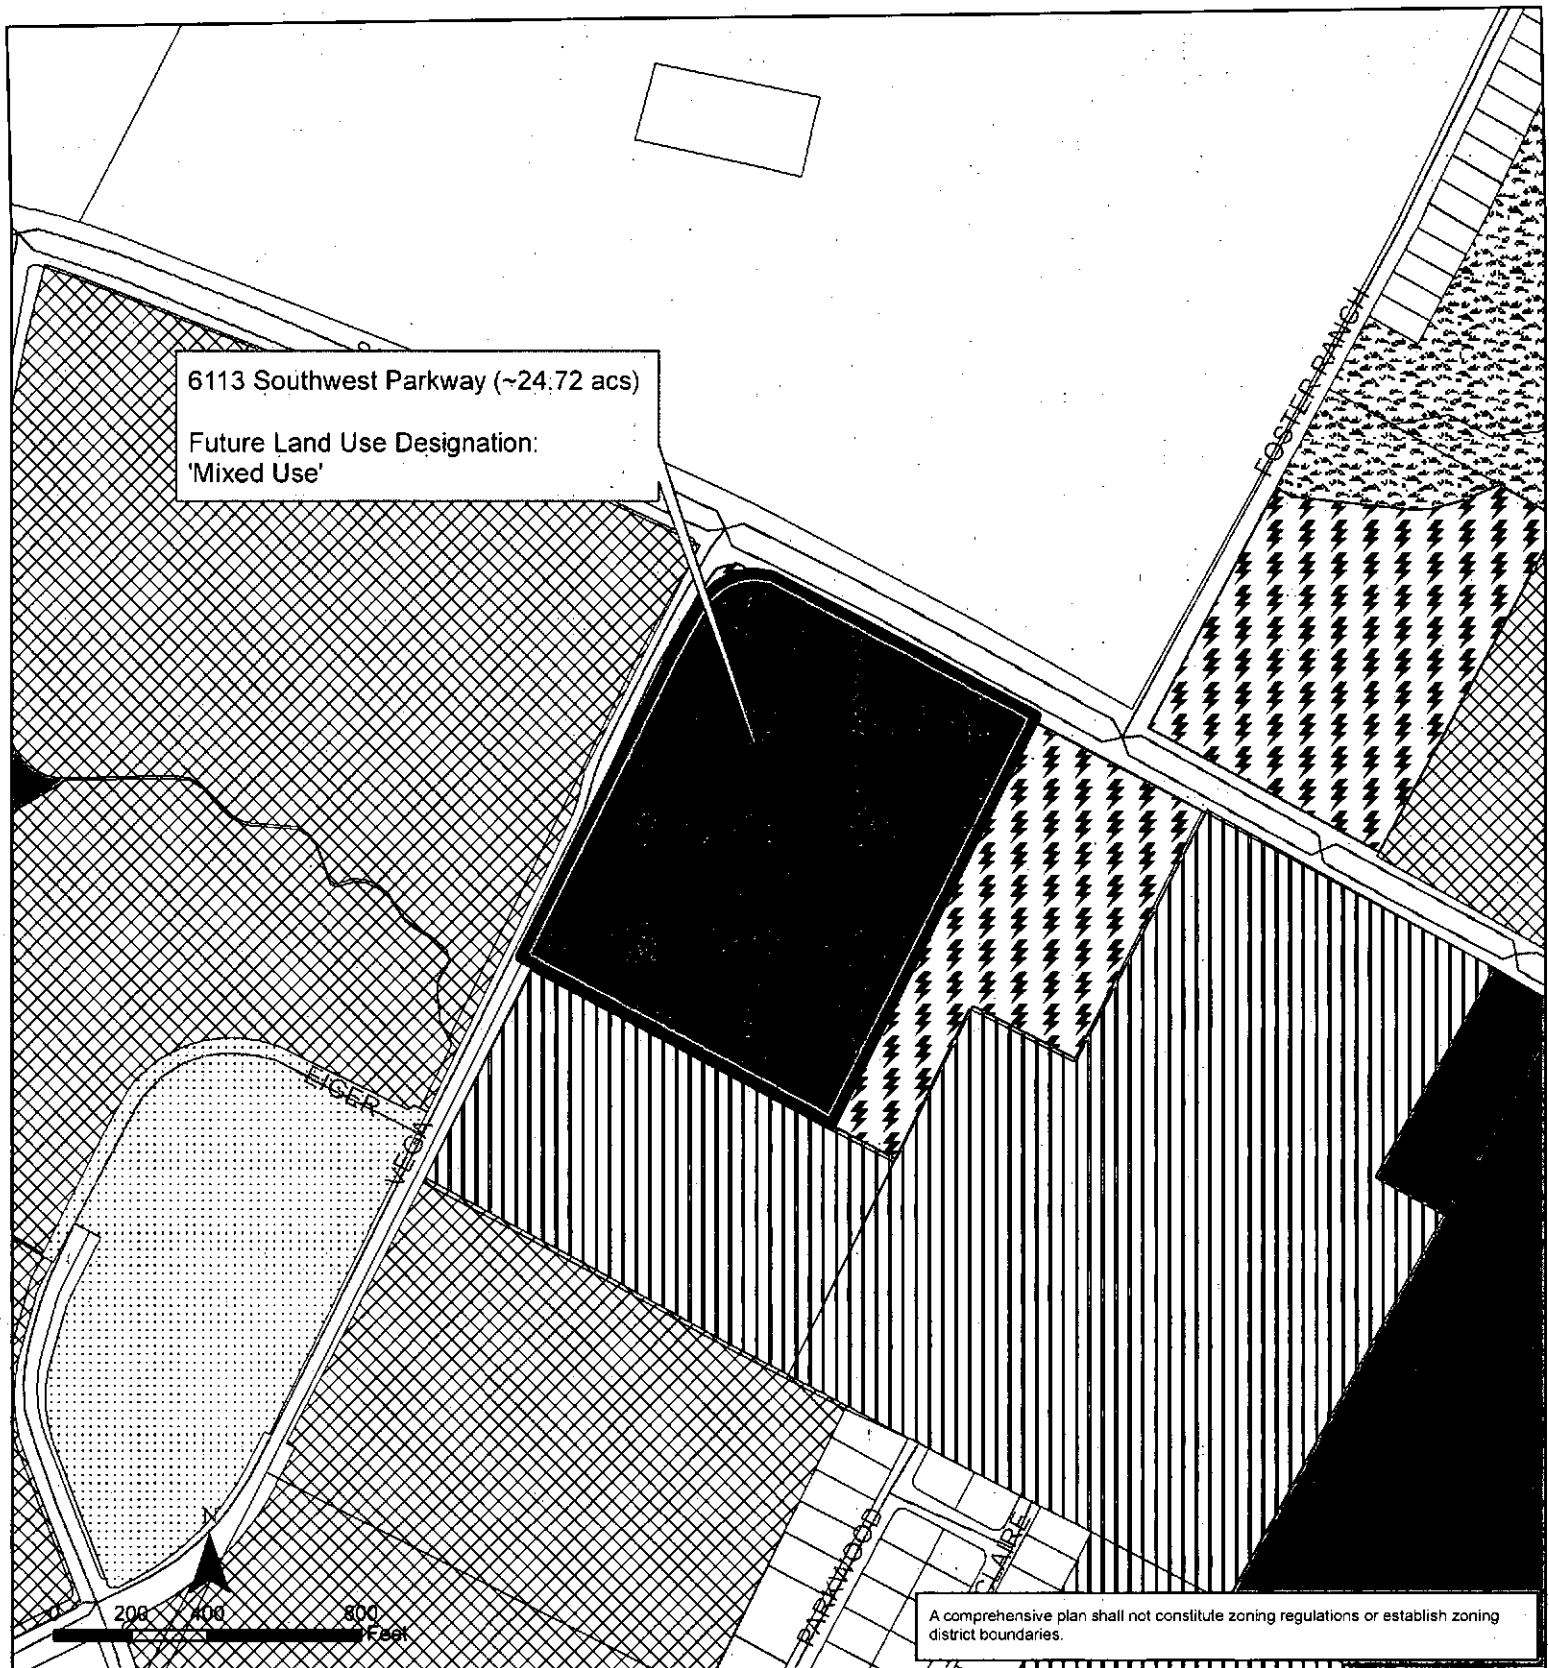 6113 Southwest Parkway (~24.72 acs)
Future Land Use Designation:
'Mixed Use'
FOSTER RANCH
EIGER
VEGA
PARKWOOD
CLAIRE
N
0 200 400 800
Feet
A comprehensive plan shall not constitute zoning regulations or establish zoning
district boundaries.